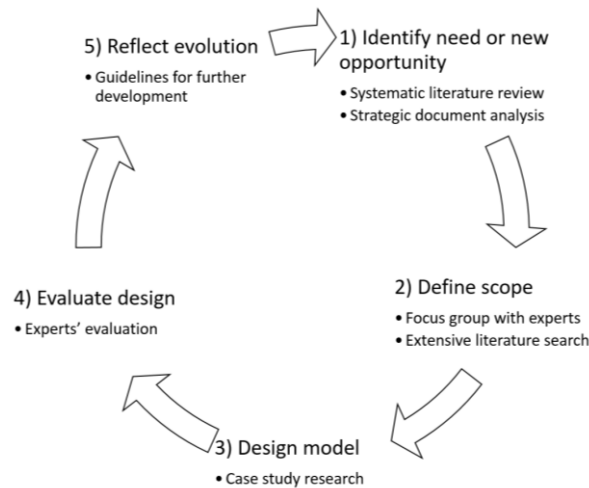 1) Identify need or new
opportunity
• Systematic literature review
• Strategic document analysis
2) Define scope
• Focus group with experts
• Extensive literature search
3) Design model
• Case study research
4) Evaluate design
• Experts’ evaluation
5) Reflect evolution
• Guidelines for further
development